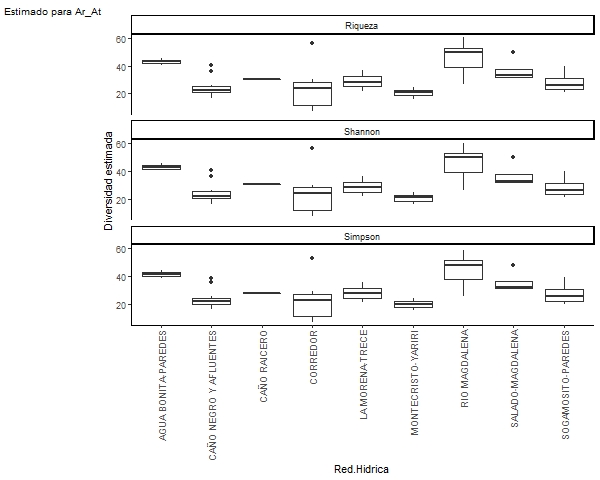 Estimado para Ar_At
Riqueza
60
40
20
Shannon
60
40
20
Simpson
60
40
20
Diversidad estimada
AGUA BONITA-PAREDES
CAÑO NEGRO Y AFLUENTES
CAÑO RAICERO
CORREDOR
LA MORENA-TRECE
MONTECRISTO-YARIRI
RIO MAGDALENA
SALADO-MAGDALENA
SOGAMOSITO-PAREDES
Red.Hidrica